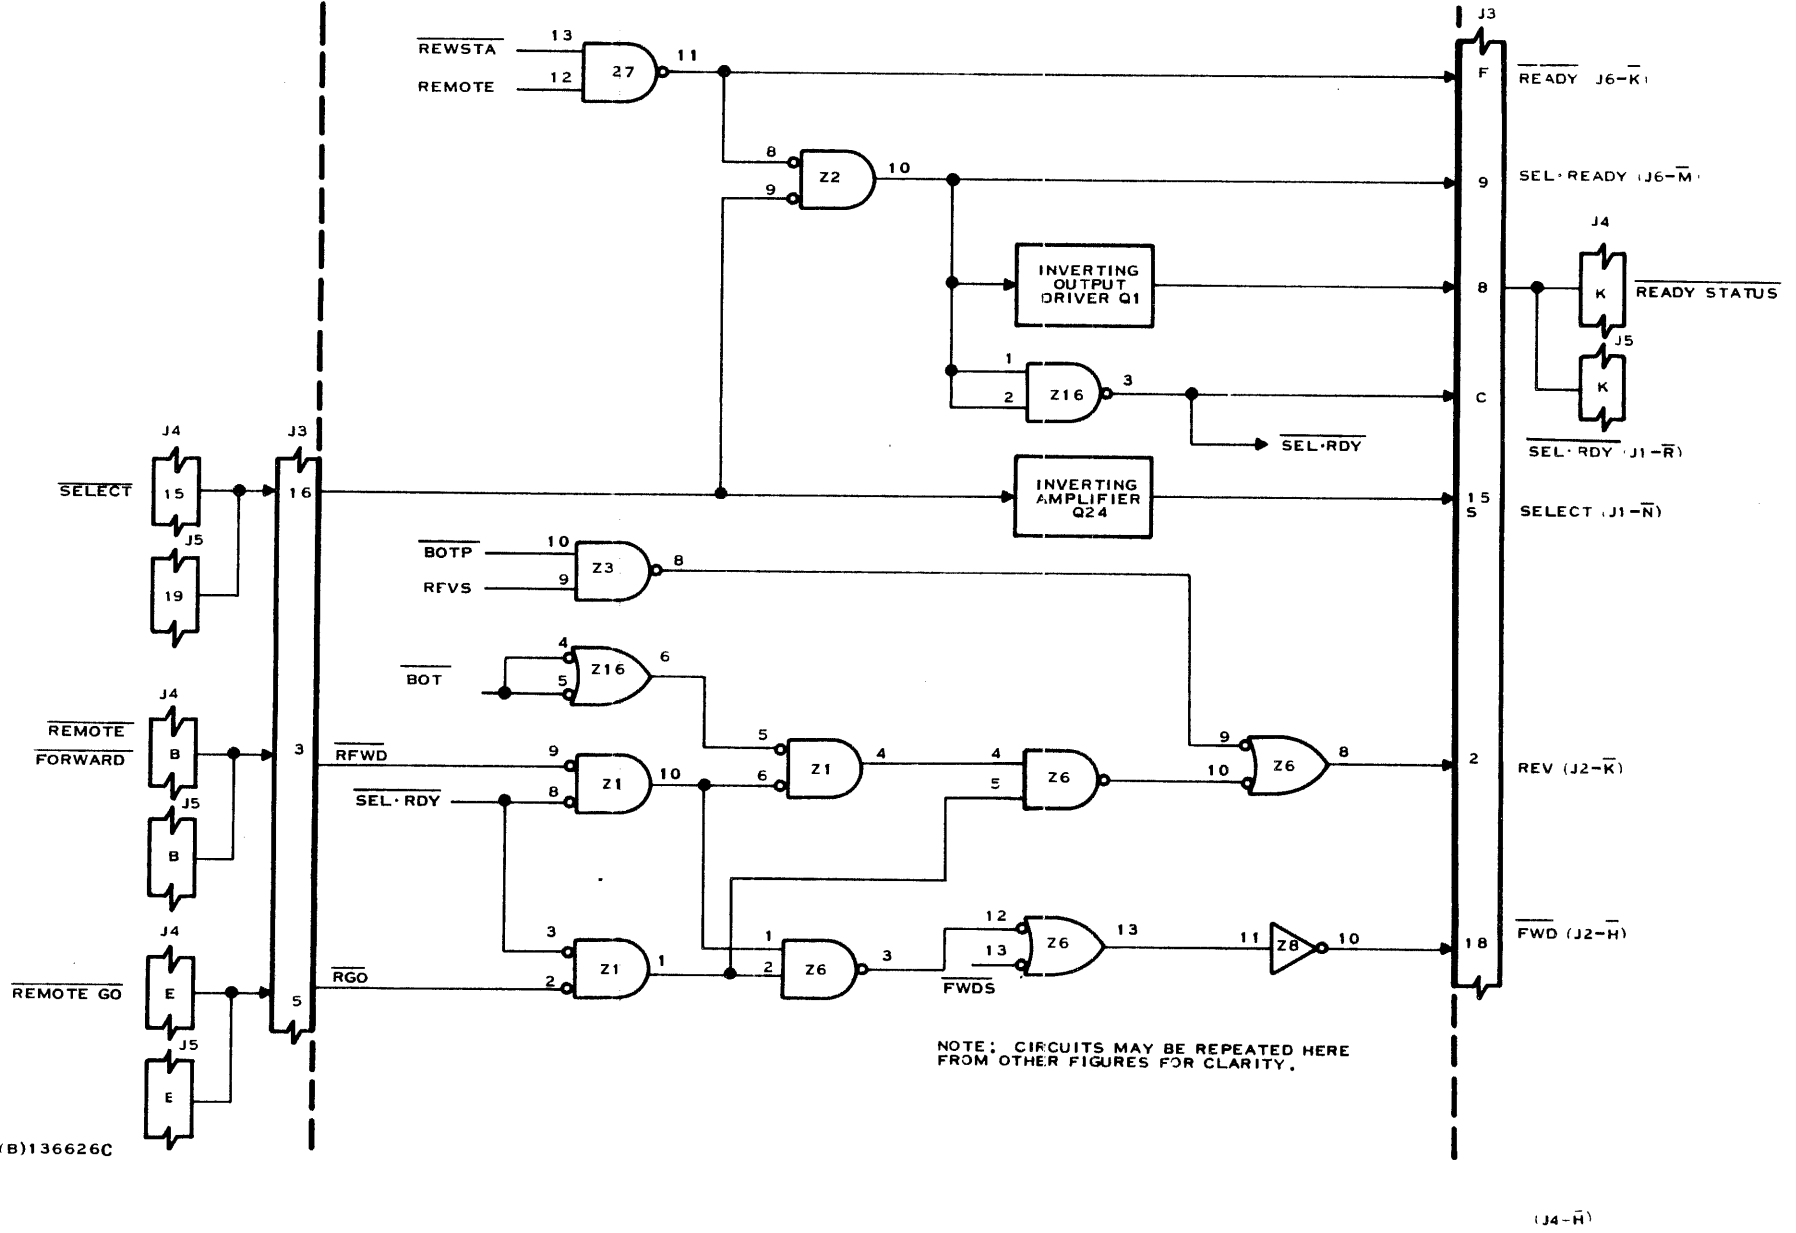 J3
REWSTA
13
11
REMOTE
12
27
F
READY J6-K
8
9
Z2
10
9
SEL·READY (J6-M)
J4
INVERTING
OUTPUT
DRIVER Q1
8
K
READY STATUS
J5
K
1
2
Z16
3
C
SEL·RDY
SEL·RDY (J1-R)
J4
J3
SELECT
15
16
INVERTING
AMPLIFIER
Q24
15
S
SELECT (J1-N)
J5
19
BOTP
10
RFVS
9
Z3
8
BOT
4
5
Z16
6
J4
REMOTE
FORWARD
B
3
RFWD
9
SEL·RDY
8
Z1
10
5
6
Z1
4
4
5
Z6
9
10
Z6
8
2
REV (J2-K)
J5
B
J4
REMOTE GO
E
5
RGO
3
2
Z1
1
1
2
Z6
3
12
13
FWDS
Z6
13
11
Z8
10
18
FWD (J2-H)
J5
E
NOTE: CIRCUITS MAY BE REPEATED HERE
FROM OTHER FIGURES FOR CLARITY.
(B)136626C
(J4-H)